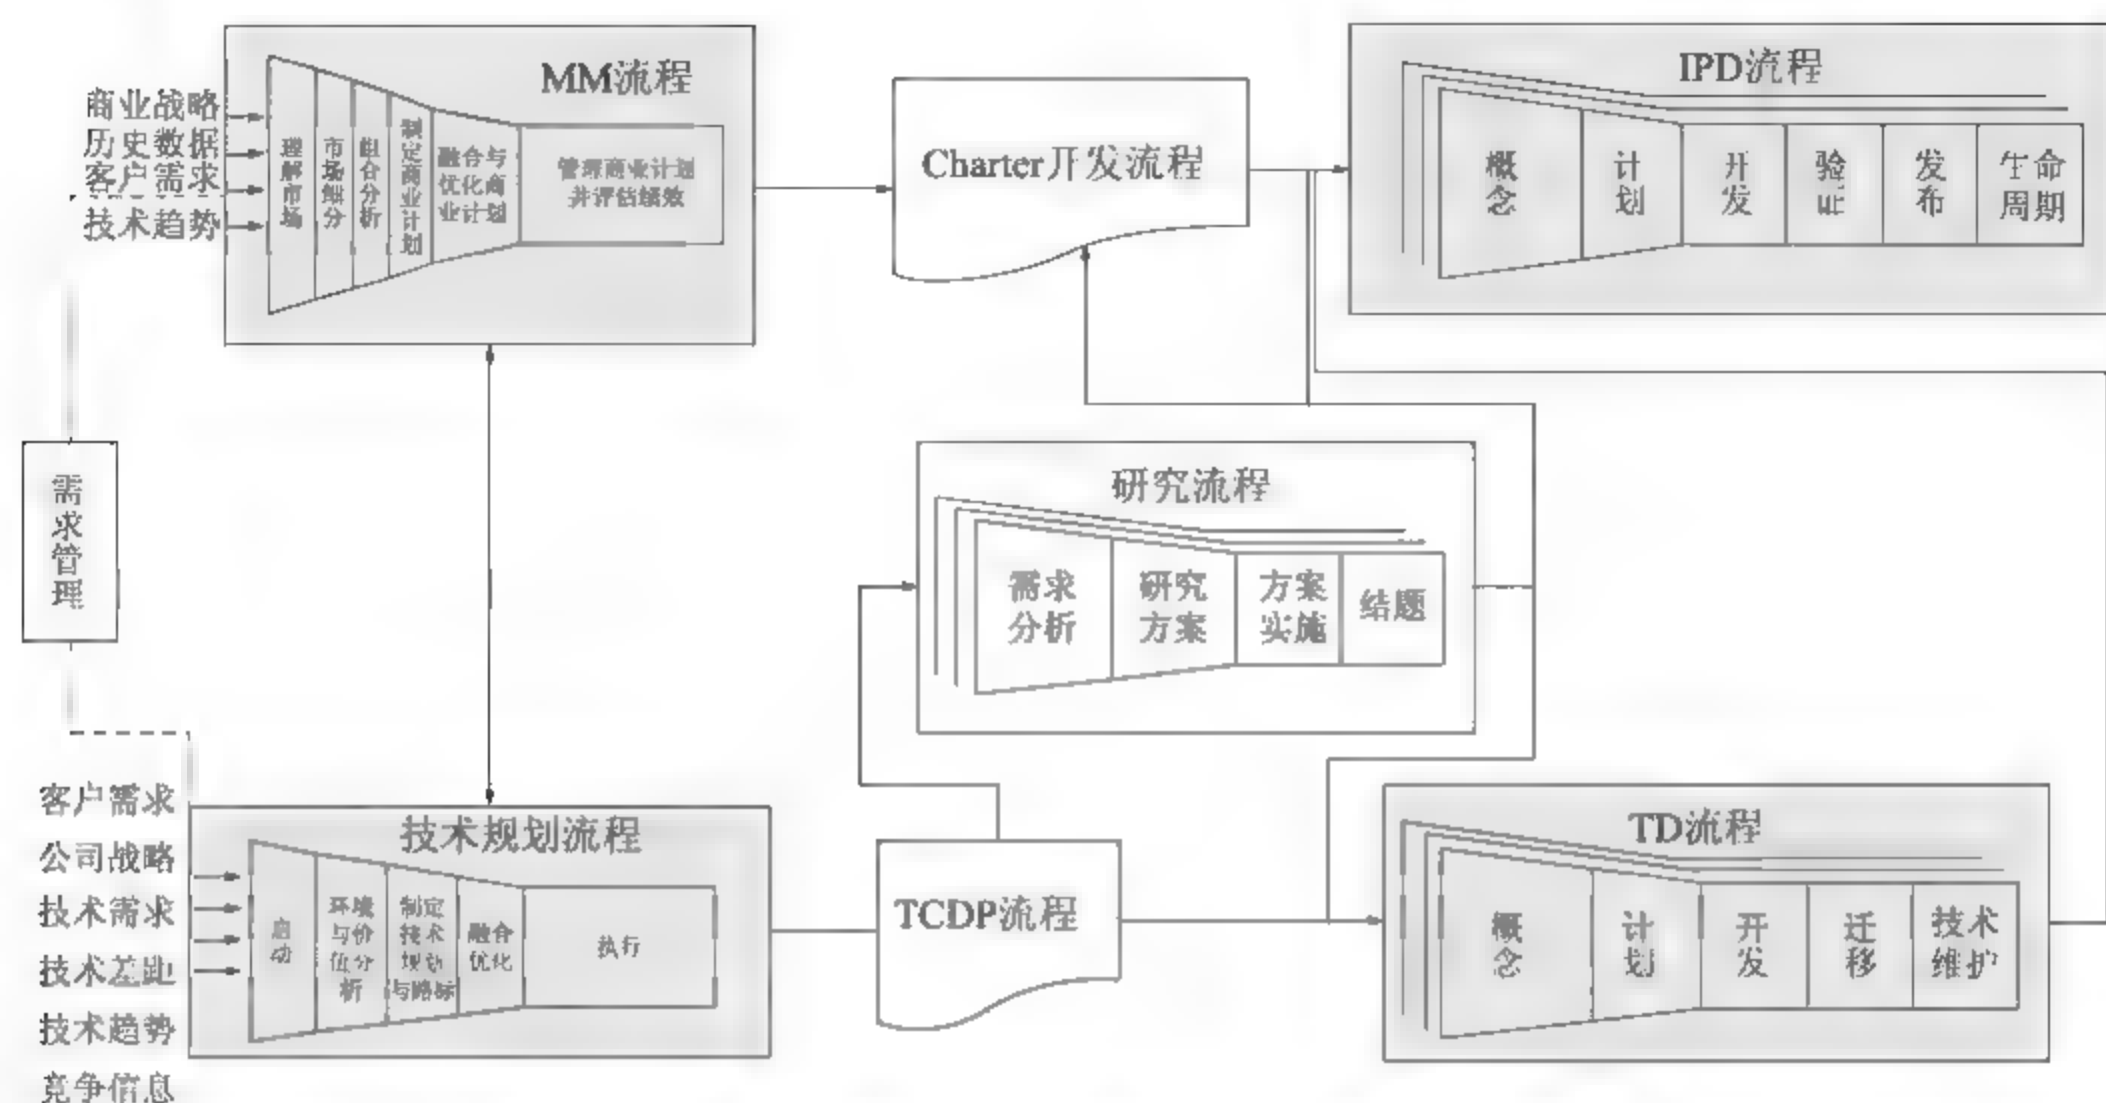 MM流程
商业战略
历史数据
客户需求
技术趋势
理解市场
市场细分
组合分析
制定商业计划
融合与
优化商
业计划
管理商业计划
并评估绩效
Charter开发流程
IPD流程
概念
计划
开发
验证
发布
生命
周期
需求管理
研究流程
需求
分析
研究
方案
方案
实施
结题
客户需求
公司战略
技术需求
技术差距
技术趋势
竞争信息
技术规划流程
启动
环境
与价
值分
析
制定
技术
规划
与路标
融合
优化
执行
TCDP流程
TD流程
概念
计划
开发
迁移
技术
维护